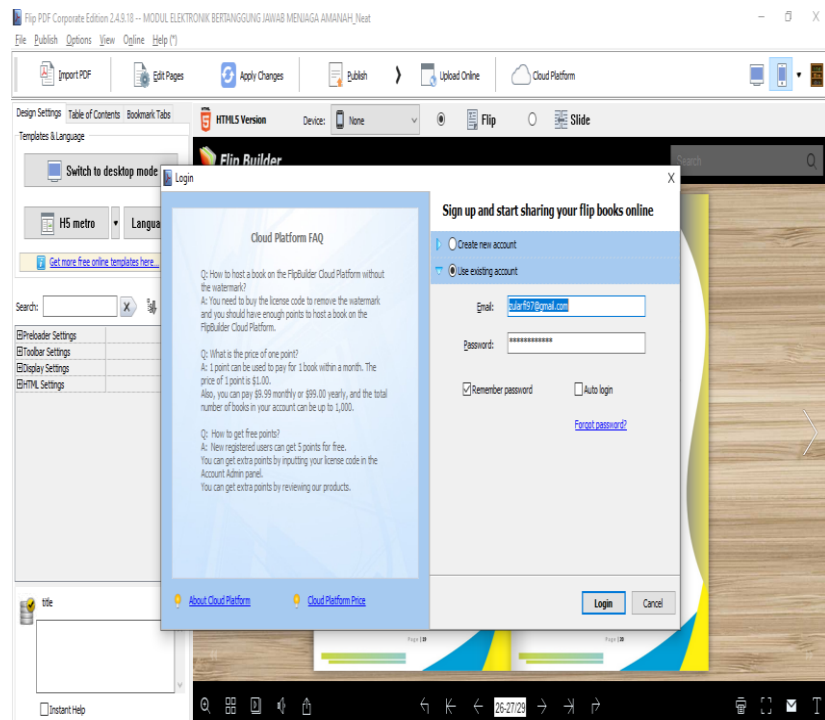 Flip PDF Corporate Edition 2.4.9.18 -- MODUL ELEKTRONIK BERTANGGUNG JAWAB MENJAGA AMANAH_Neat
File Publish Options View Online Help (*)
Import PDF Edit Pages Apply Changes Publish Upload Online Cloud Platform
Design Settings Table of Contents Bookmark Tabs
HTML5 Version Device: None Flip Slide
Templates & Language
Switch to desktop mode
Flip Builder
Search
H5 metro Langua
Get more free online templates here...
Search:
Preloader Settings
Toolbar Settings
Display Settings
HTML Settings
title
Instant Help
Login
Cloud Platform FAQ
Q: How to host a book on the FlipBuilder Cloud Platform without
the watermark?
A: You need to buy the license code to remove the watermark
and you should have enough points to host a book on the
FlipBuilder Cloud Platform.
Q: What is the price of one point?
A: 1 point can be used to pay for 1 book within a month. The
price of 1 point is $1.00.
Also, you can pay $9.99 monthly or $99.00 yearly, and the total
number of books in your account can be up to 1,000.
Q: How to get free points?
A: New registered users can get 5 points for free.
You can get extra points by inputting your license code in the
Account Admin panel.
You can get extra points by reviewing our products.
About Cloud Platform Cloud Platform Price
Sign up and start sharing your flip books online
Create new account
Use existing account
Email: zularfi97@gmail.com
Password: ************
Remember password Auto login
Forgot password?
Login Cancel
Page | 19 Page | 20
26-27/29